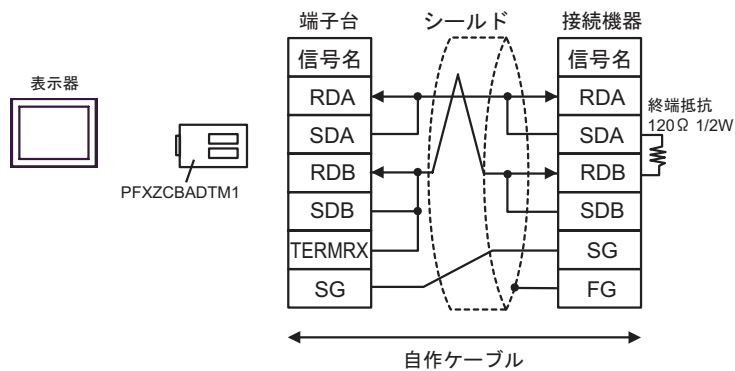 端子台
シールド
接続機器
信号名
信号名
表示器
RDA
RDA
終端抵抗
120Ω 1/2W
SDA
SDA
RDB
RDB
PFXZCBADTM1
SDB
SDB
TERMRX
SG
SG
FG
自作ケーブル